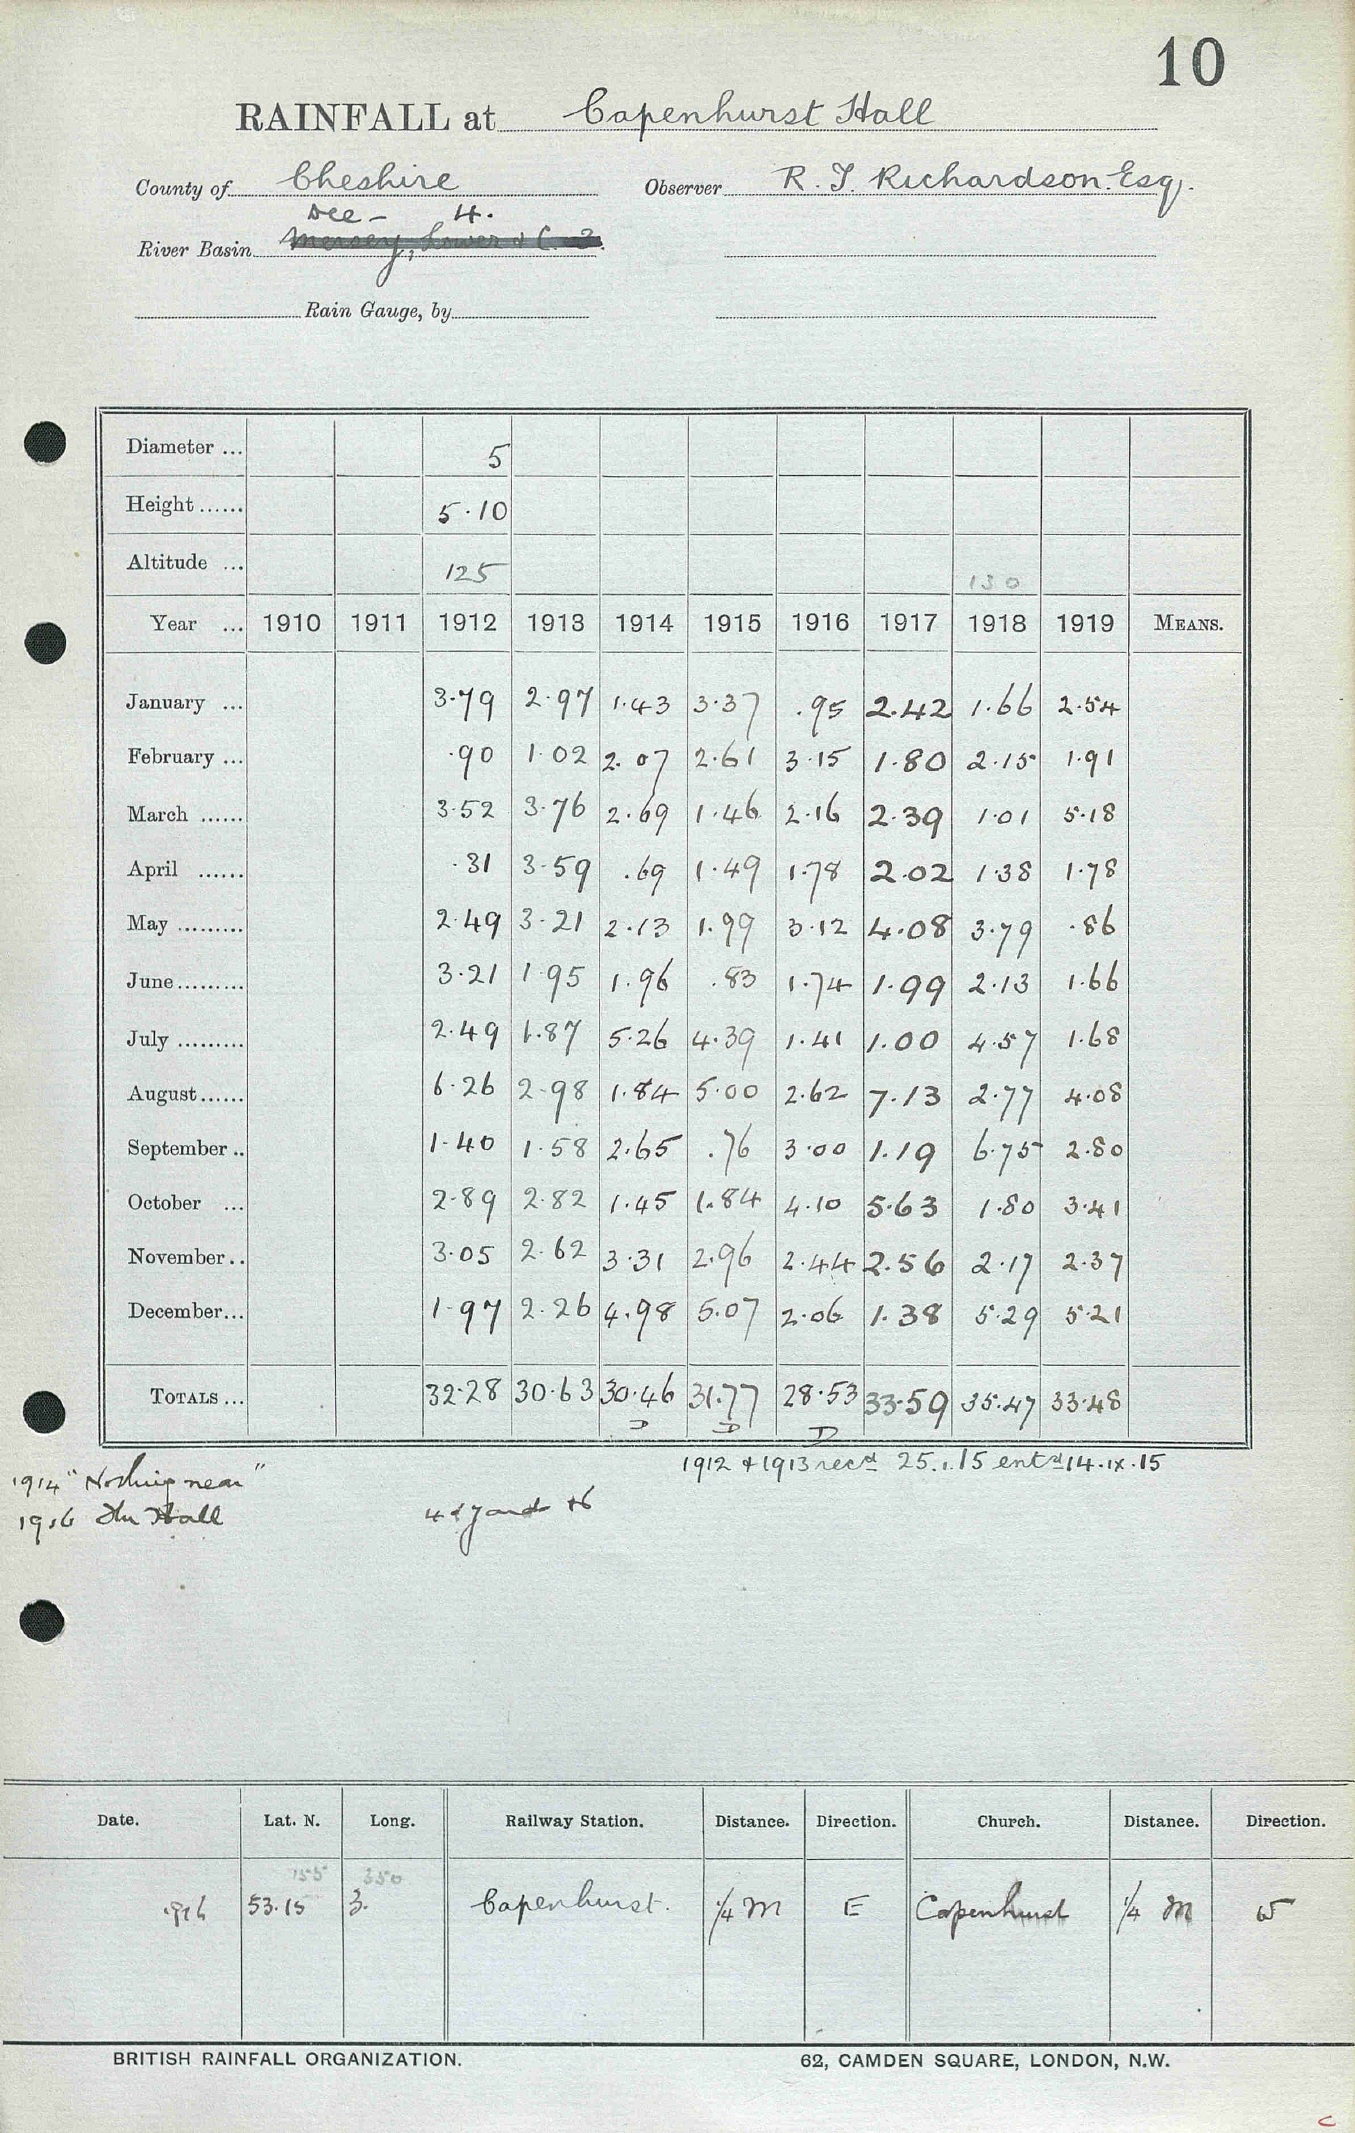 10
RAINFALL at Capenhurst Hall
County of Cheshire Observer R. T. Richardson. Esq.
Dee - 4.
River Basin Mersey, Lower & C. 3.
Rain Gauge, by
Diameter ... 5
Height ...... 5.10
Altitude ... 125 130
Year ... 1910 1911 1912 1913 1914 1915 1916 1917 1918 1919 MEANS.
January ... 3.79 2.97 1.43 3.37 .95 2.42 1.66 2.54
February ... .90 1.02 2.07 2.61 3.15 1.80 2.15 1.91
March ...... 3.52 3.76 2.69 1.46 2.16 2.39 1.01 5.18
April ...... .31 3.59 .69 1.49 1.78 2.02 1.38 1.78
May ......... 2.49 3.21 2.13 1.99 3.12 4.08 3.79 .86
June ......... 3.21 1.95 1.96 .83 1.74 1.99 2.13 1.66
July ......... 2.49 1.87 5.26 4.39 1.41 1.00 4.57 1.68
August ...... 6.26 2.98 1.84 5.00 2.62 7.13 2.77 4.08
September .. 1.40 1.58 2.65 .76 3.00 1.19 6.75 2.80
October ... 2.89 2.82 1.45 1.84 4.10 5.63 1.80 3.41
November .. 3.05 2.62 3.31 2.96 2.44 2.56 2.17 2.37
December ... 1.97 2.26 4.98 5.07 2.06 1.38 5.29 5.21
TOTALS ... 32.28 30.63 30.46 31.77 28.53 33.59 35.47 33.48
D D D
1912 & 1913 recd 25.1.15 entd 14.ix.15
1914 "Nothing near"
1916 The Hall
Date. Lat. N. Long. Railway Station. Distance. Direction. Church. Distance. Direction.
155 350
1916 53.15 3. Capenhurst. 1/4 M E Capenhurst 1/4 M W
BRITISH RAINFALL ORGANIZATION. 62, CAMDEN SQUARE, LONDON, N.W.
C